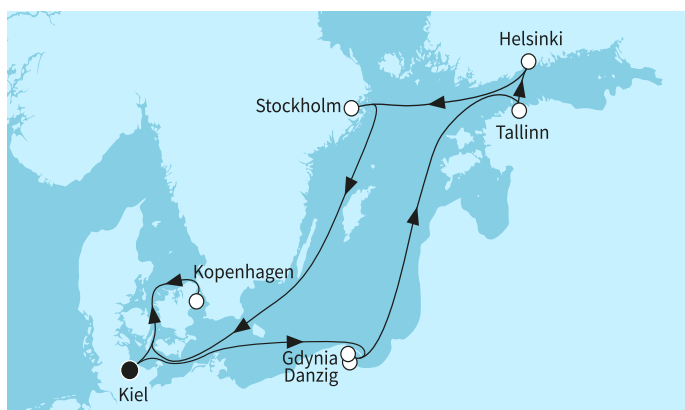 Helsinki
Stockholm
Tallinn
Kopenhagen
Gdynia
Danzig
Kiel